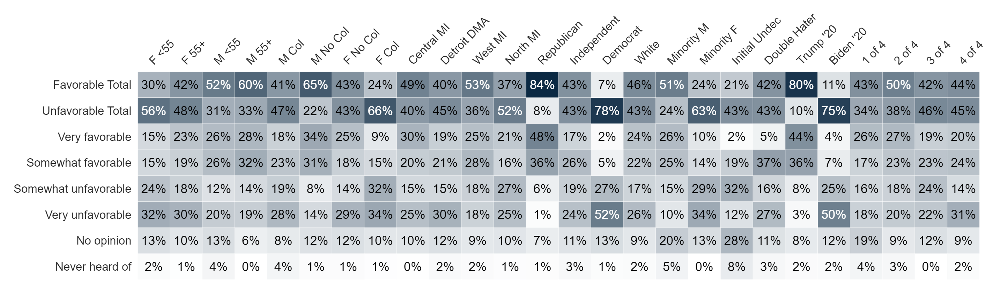 F <55 F 55+ M <55 M 55+ M Col M No Col F No Col F Col Central MI Detroit DMA West MI North MI Republican Independent Democrat White Minority M Minority F Initial Undec Double Hater Trump '20 Biden '20 1 of 4 2 of 4 3 of 4 4 of 4
Favorable Total 30% 42% 52% 60% 41% 65% 43% 24% 49% 40% 53% 37% 84% 43% 7% 46% 51% 24% 21% 42% 80% 11% 43% 50% 42% 44%
Unfavorable Total 56% 48% 31% 33% 47% 22% 43% 66% 40% 45% 36% 52% 8% 43% 78% 43% 24% 63% 43% 43% 10% 75% 34% 38% 46% 45%
Very favorable 15% 23% 26% 28% 18% 34% 25% 9% 30% 19% 25% 21% 48% 17% 2% 24% 26% 10% 2% 5% 44% 4% 26% 27% 19% 20%
Somewhat favorable 15% 19% 26% 32% 23% 31% 18% 15% 20% 21% 28% 16% 36% 26% 5% 22% 25% 14% 19% 37% 36% 7% 17% 23% 23% 24%
Somewhat unfavorable 24% 18% 12% 14% 19% 8% 14% 32% 15% 15% 18% 27% 6% 19% 27% 17% 15% 29% 32% 16% 8% 25% 16% 18% 24% 14%
Very unfavorable 32% 30% 20% 19% 28% 14% 29% 34% 25% 30% 18% 25% 1% 24% 52% 26% 10% 34% 12% 27% 3% 50% 18% 20% 22% 31%
No opinion 13% 10% 13% 6% 8% 12% 12% 10% 10% 12% 9% 10% 7% 11% 13% 9% 20% 13% 28% 11% 8% 12% 19% 9% 12% 9%
Never heard of 2% 1% 4% 0% 4% 1% 1% 1% 0% 2% 2% 1% 1% 3% 1% 2% 5% 0% 8% 3% 2% 2% 4% 3% 0% 2%